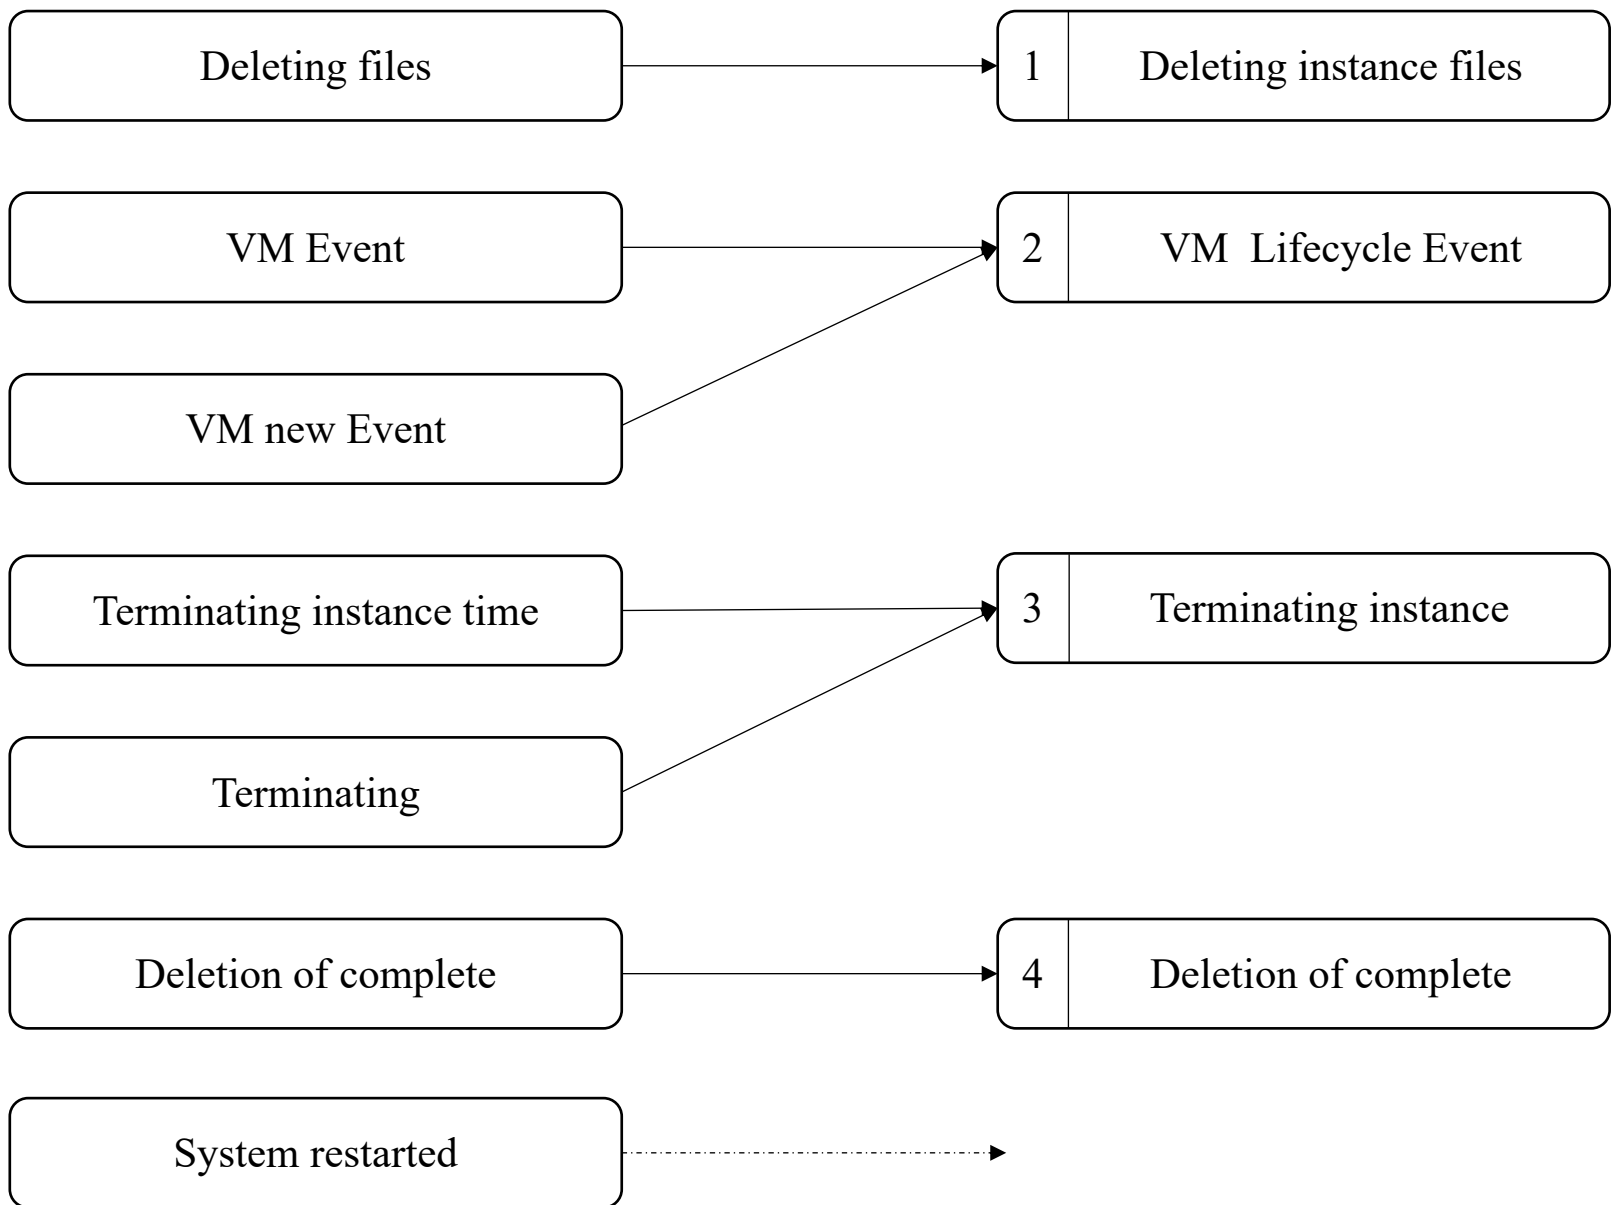 Deleting files
1 Deleting instance files
VM Event
2 VM  Lifecycle Event
VM new Event
Terminating instance time
3 Terminating instance
Terminating
Deletion of complete
4 Deletion of complete
System restarted